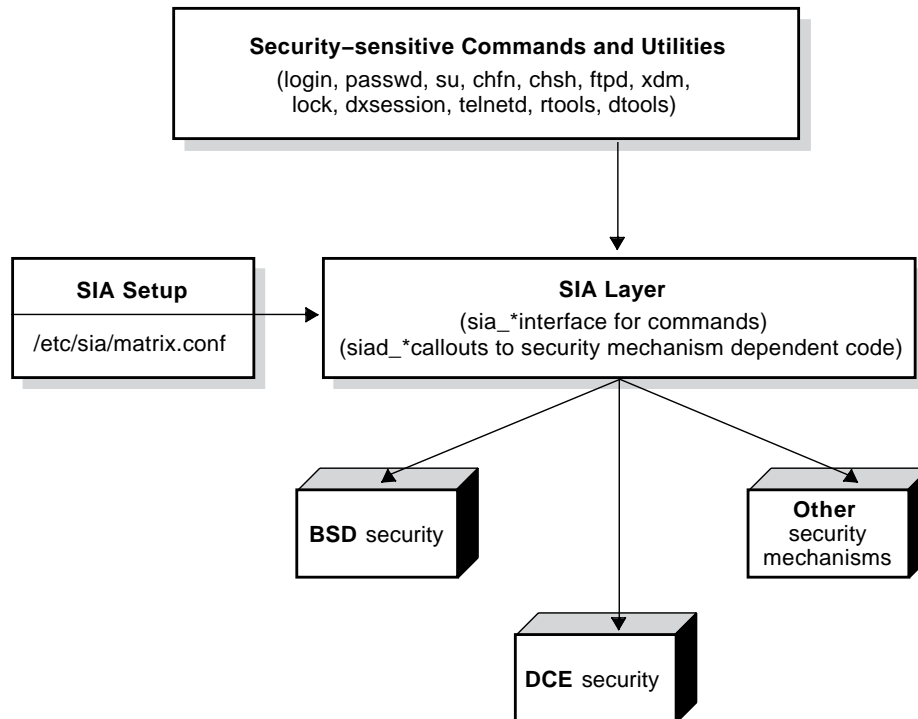 Security–sensitive Commands and Utilities
(login, passwd, su, chfn, chsh, ftpd, xdm,
lock, dxsession, telnetd, rtools, dtools)
SIA Setup
/etc/sia/matrix.conf
SIA Layer
(sia_*interface for commands)
(siad_*callouts to security mechanism dependent code)
BSD security
Other
security
mechanisms
DCE security